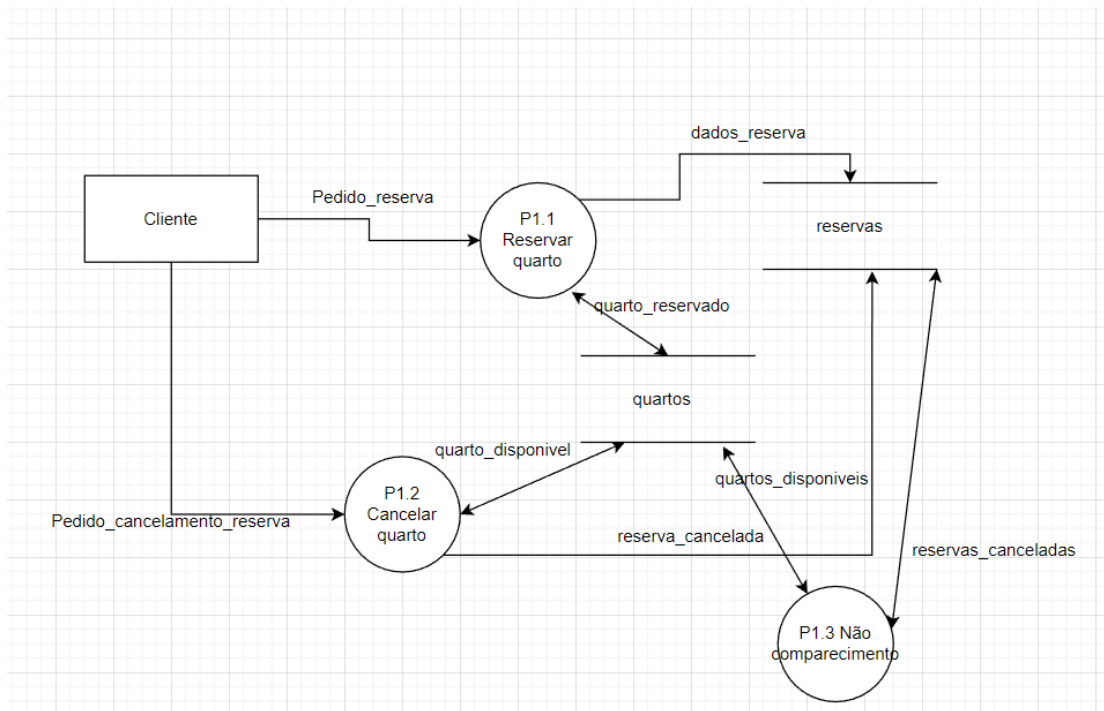 dados_reserva
Pedido_reserva
Cliente
P1.1
Reservar
quarto
reservas
quarto_reservado
quartos
quarto_disponivel
quartos_disponiveis
P1.2
Cancelar
quarto
Pedido_cancelamento_reserva
reserva_cancelada
reservas_canceladas
P1.3 Não
comparecimento